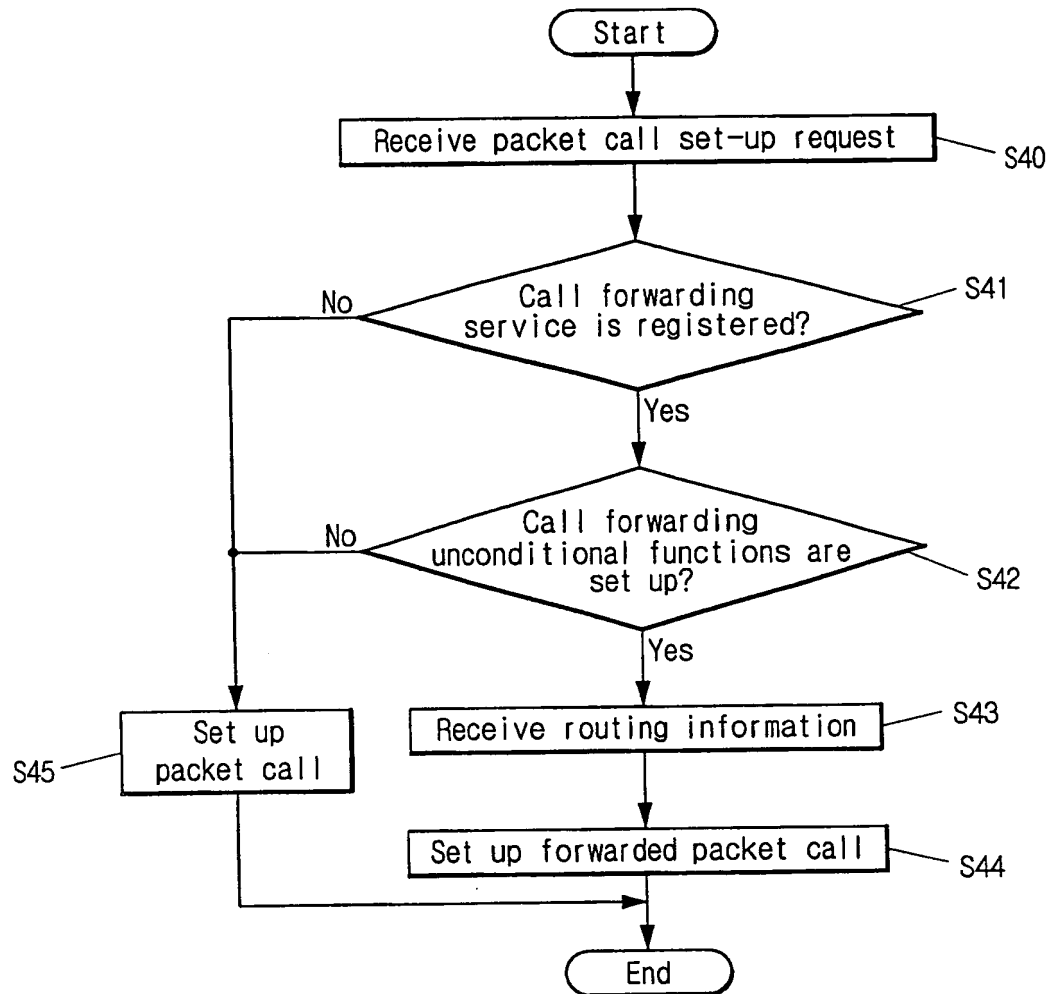 Start
Receive packet call set-up request
S40
Call forwarding
service is registered?
S41
No
Yes
Call forwarding
unconditional functions are
set up?
S42
No
Yes
Receive routing information
S43
Set up
packet call
S45
Set up forwarded packet call
S44
End